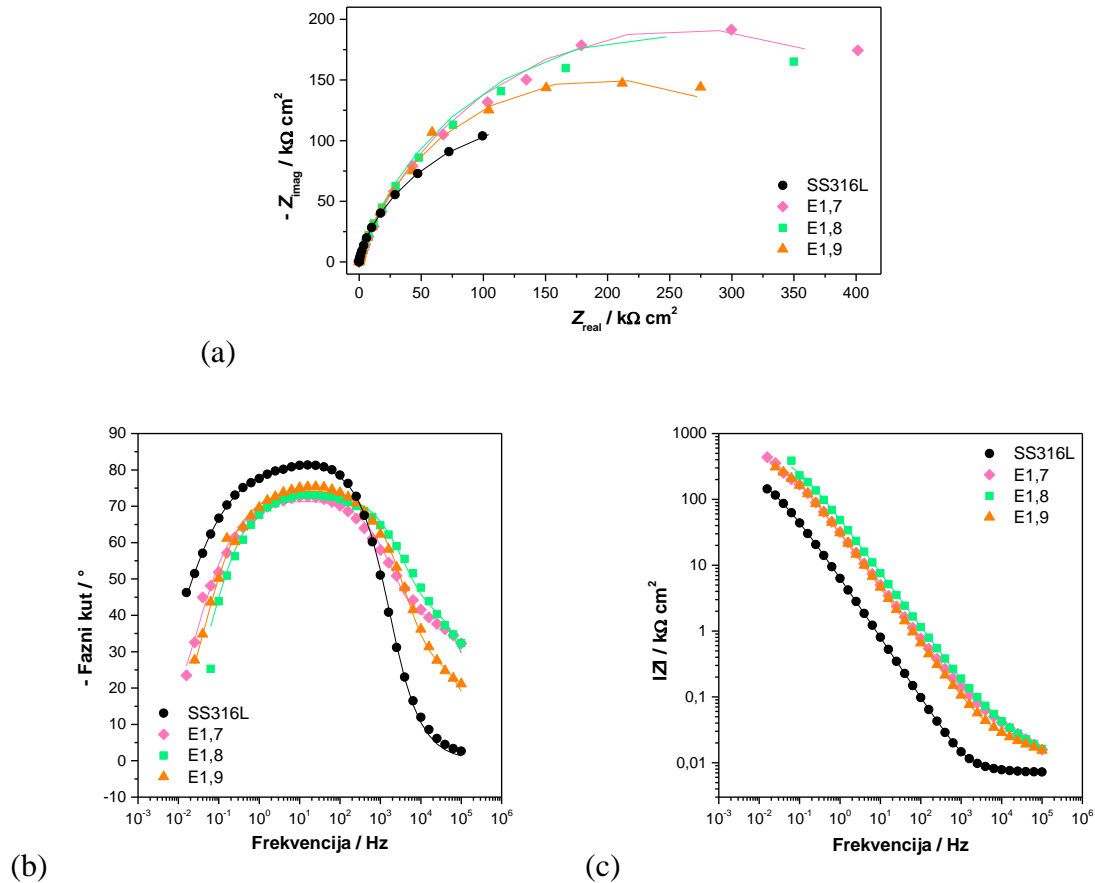 200
150
100
50
0
- Zimag / kΩ cm²
0 50 100 150 200 250 300 350 400
Zreal / kΩ cm²
SS316L
E1,7
E1,8
E1,9
(a)
90
80
70
60
50
40
30
20
10
0
-10
- Fazni kut / °
SS316L
E1,7
E1,8
E1,9
10⁻³ 10⁻² 10⁻¹ 10⁰ 10¹ 10² 10³ 10⁴ 10⁵ 10⁶
Frekvencija / Hz
(b)
1000
100
10
1
0,1
0,01
|Z| / kΩ cm²
SS316L
E1,7
E1,8
E1,9
10⁻³ 10⁻² 10⁻¹ 10⁰ 10¹ 10² 10³ 10⁴ 10⁵ 10⁶
Frekvencija / Hz
(c)